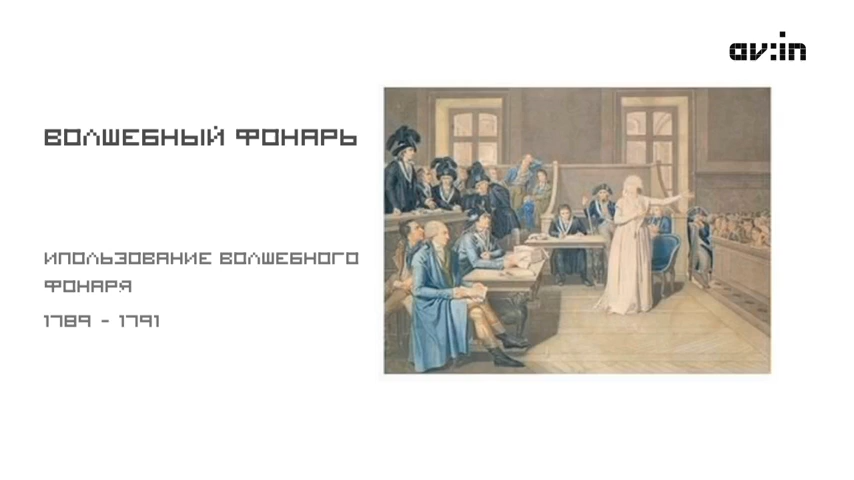 av:in
ВОЛШЕБНЫЙ ФОНАРЬ
ИПОЛЬЗОВАНИЕ ВОЛШЕБНОГО
ФОНАРЯ
1789 - 1791